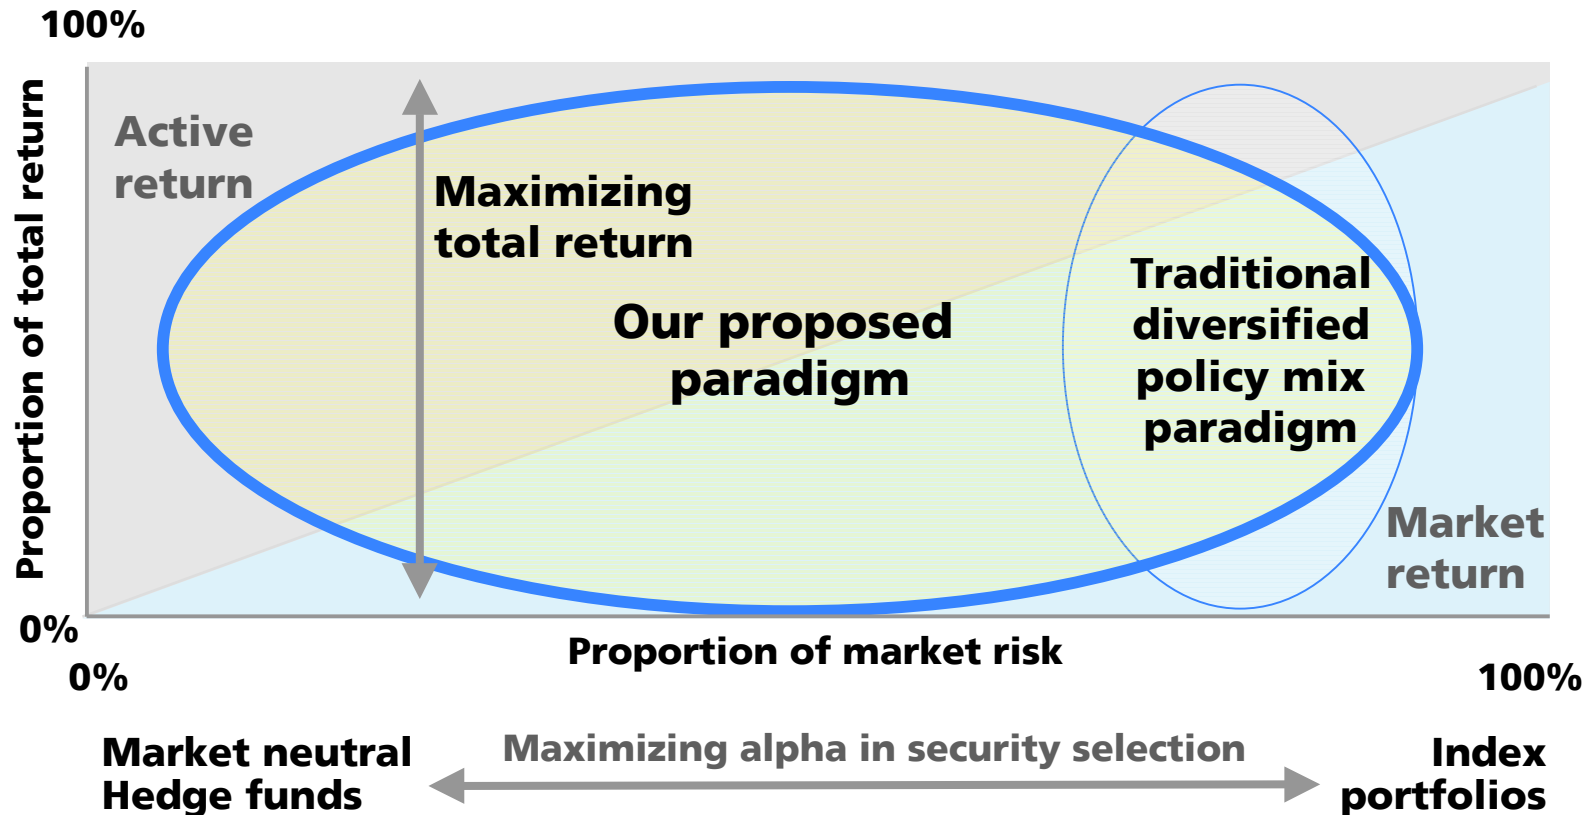 100%
Proportion of total return
Active
return
Maximizing
total return
Our proposed
paradigm
Traditional
diversified
policy mix
paradigm
Market
return
0%
Proportion of market risk
0%
100%
Market neutral
Hedge funds
Maximizing alpha in security selection
Index
portfolios